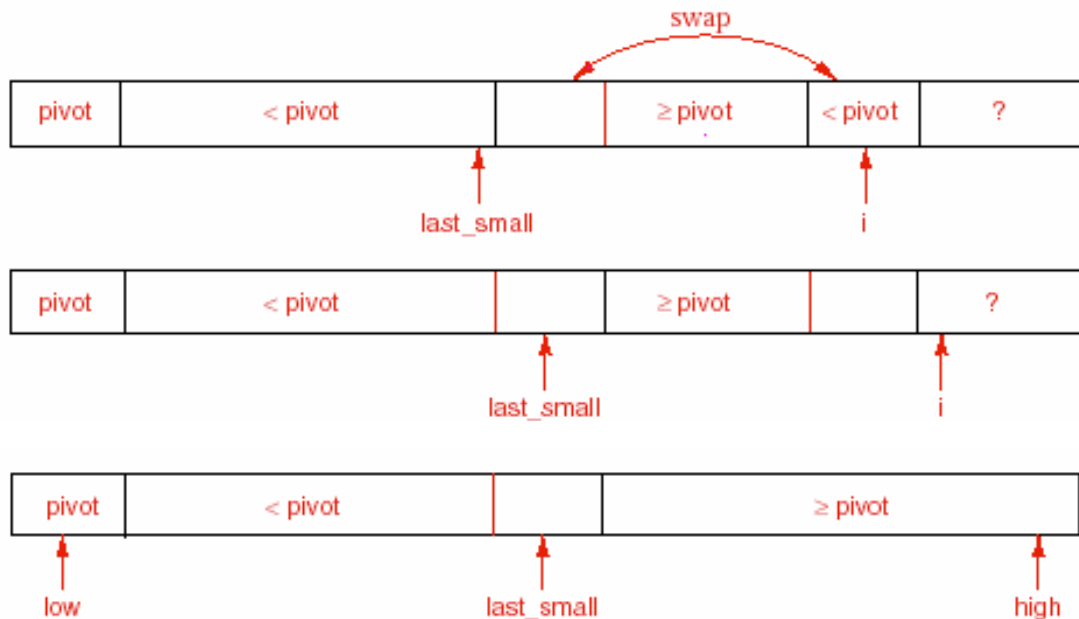 swap
pivot < pivot ≥ pivot < pivot ?
last_small i
pivot < pivot ≥ pivot ?
last_small i
pivot < pivot ≥ pivot
low last_small high